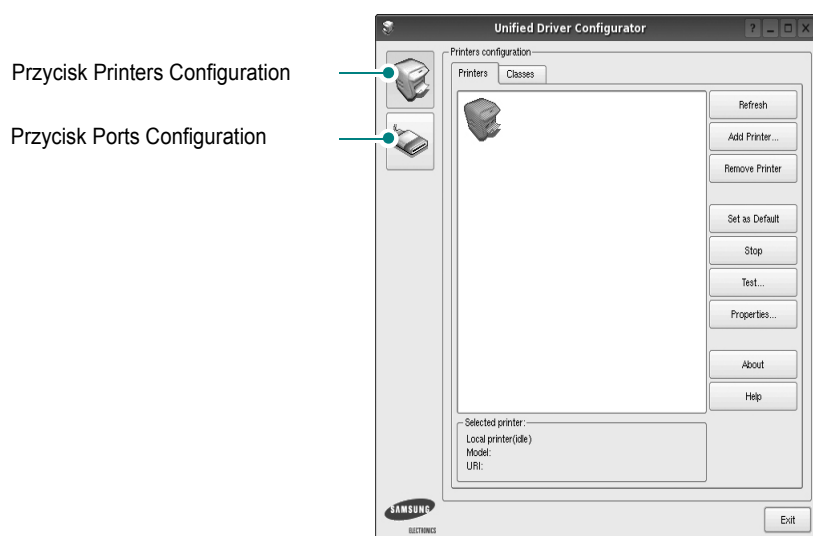 Unified Driver Configurator
Przycisk Printers Configuration
Przycisk Ports Configuration
Printers configuration
Printers
Classes
Refresh
Add Printer...
Remove Printer
Set as Default
Stop
Test...
Properties...
About
Help
Selected printer:
Local printer(idle)
Model:
URI:
SAMSUNG
ELECTRONICS
Exit